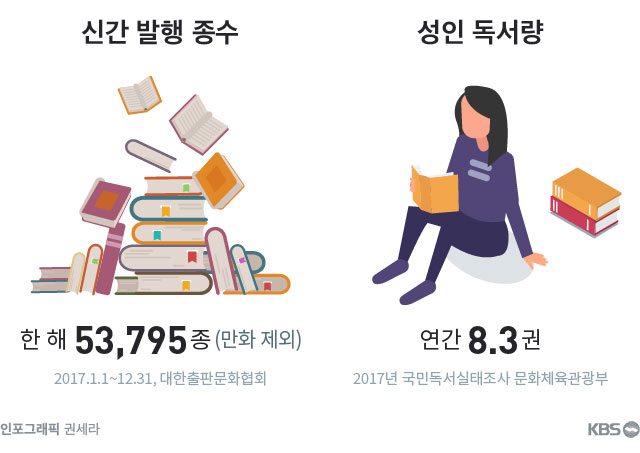 신간 발행 종수
성인 독서량
한 해 53,795종 (만화 제외)
2017.1.1~12.31, 대한출판문화협회
연간 8.3권
2017년 국민독서실태조사 문화체육관광부
인포그래픽 권세라
KBS